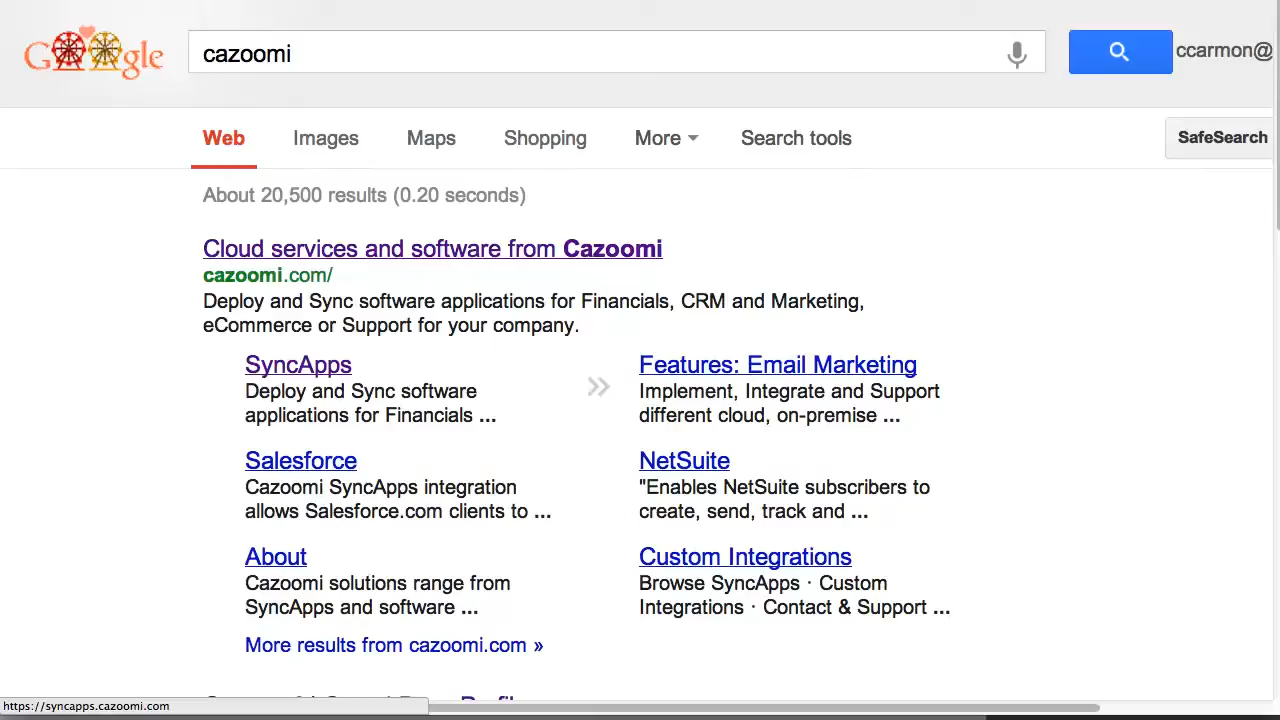 Google
cazoomi
ccarmon@
Web
Images
Maps
Shopping
More
Search tools
SafeSearch
About 20,500 results (0.20 seconds)
Cloud services and software from Cazoomi
cazoomi.com/
Deploy and Sync software applications for Financials, CRM and Marketing,
eCommerce or Support for your company.
SyncApps
Deploy and Sync software
applications for Financials ...
Features: Email Marketing
Implement, Integrate and Support
different cloud, on-premise ...
Salesforce
Cazoomi SyncApps integration
allows Salesforce.com clients to ...
NetSuite
"Enables NetSuite subscribers to
create, send, track and ...
About
Cazoomi solutions range from
SyncApps and software ...
Custom Integrations
Browse SyncApps · Custom
Integrations · Contact & Support ...
More results from cazoomi.com »
https://syncapps.cazoomi.com